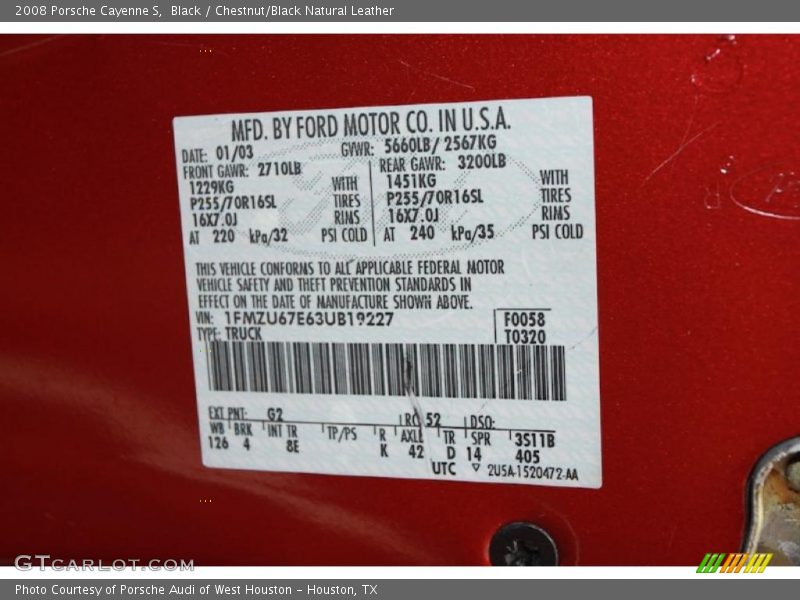 2008 Porsche Cayenne S,  Black / Chestnut/Black Natural Leather
MFD. BY FORD MOTOR CO. IN U.S.A.
DATE: 01/03 GVWR: 5660LB/ 2567KG
FRONT GAWR: 2710LB REAR GAWR: 3200LB
1229KG WITH 1451KG WITH
P255/70R16SL TIRES P255/70R16SL TIRES
16X7.0J RINS 16X7.0J RINS
AT 220 kPa/32 PSI COLD AT 240 kPa/35 PSI COLD
THIS VEHICLE CONFORMS TO ALL APPLICABLE FEDERAL MOTOR
VEHICLE SAFETY AND THEFT PREVENTION STANDARDS IN
EFFECT ON THE DATE OF MANUFACTURE SHOWN ABOVE.
VIN: 1FMZU67E63UB19227 F0058
TYPE: TRUCK T0320
EXT PNT: G2 RC 52 DSO:
WB BRK INT TR TP/PS R AXLE TR SPR 3S11B
126 4 8E K 42 D 14 405
UTC ▽ 2U5A-1520472-AA
GTcarlot.com
Photo Courtesy of Porsche Audi of West Houston – Houston, TX